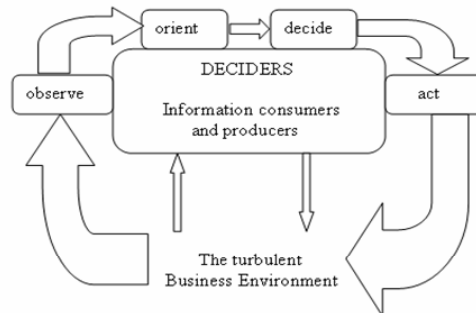 orient
decide
DECIDERS
observe
act
Information consumers
and producers
The turbulent
Business Environment